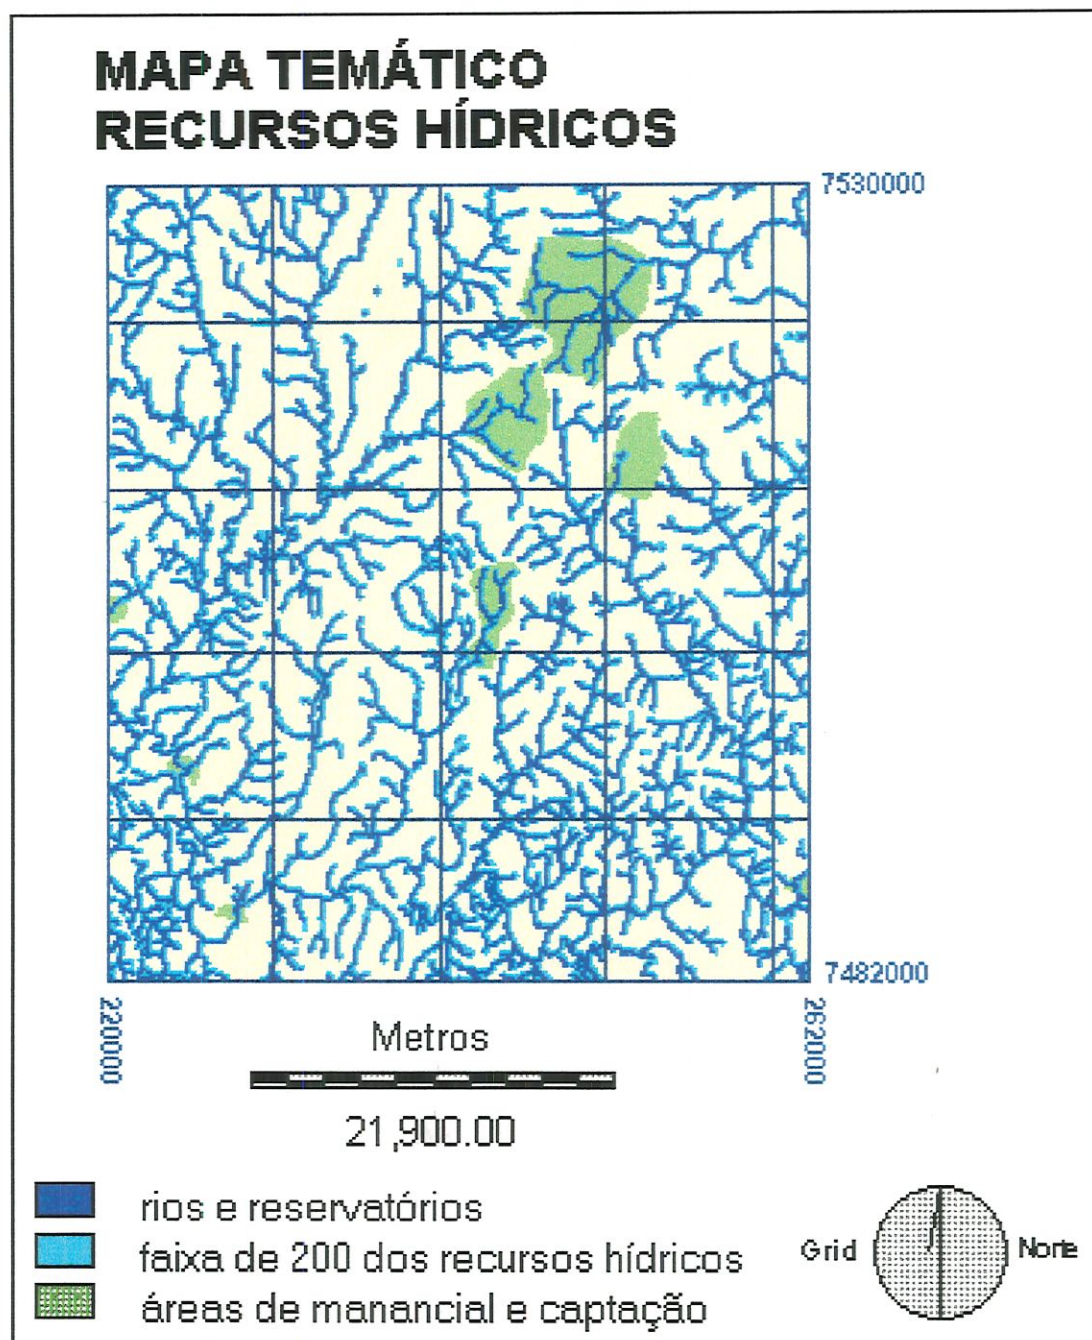 MAPA TEMÁTICO
RECURSOS HÍDRICOS
7530000
7482000
220000
262000
Metros
21,900.00
rios e reservatórios
faixa de 200 dos recursos hídricos
áreas de manancial e captação
Grid
Norte